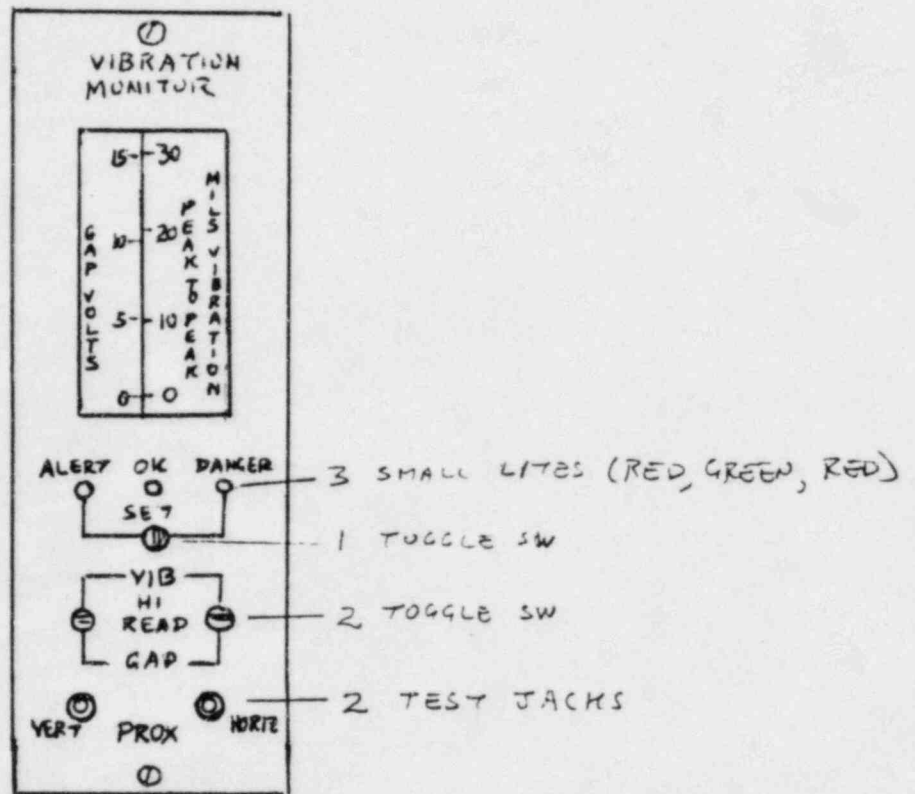 VIBRATION
MONITOR
15 30
10 20
5 10
0 0
GAP VOLTS
PEAK TO PEAK
MILS VIBRATION
ALERT OK DANGER
3 SMALL LITES (RED, GREEN, RED)
SET
1 TOGGLE SW
VIB
HI
READ
2 TOGGLE SW
GAP
VERT PROX HORIZ
2 TEST JACKS